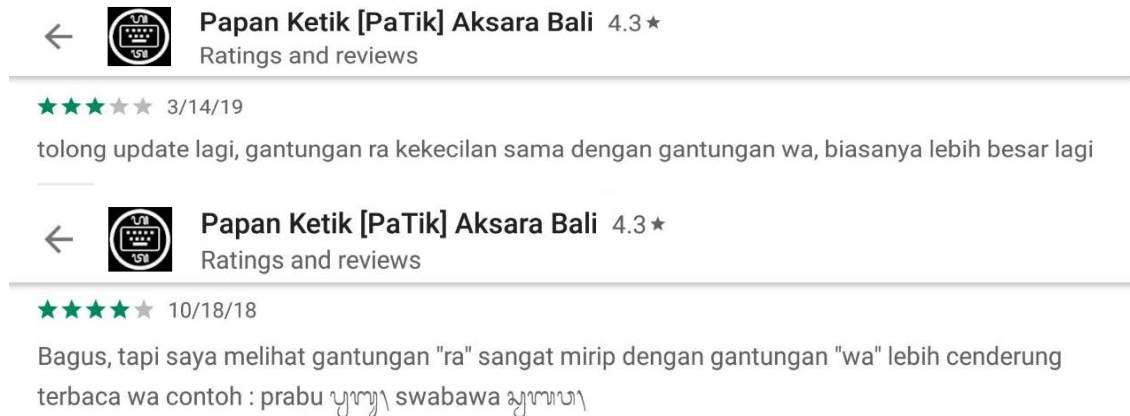 Papan Ketik [PaTik] Aksara Bali 4.3★
Ratings and reviews
3/14/19
tolong update lagi, gantungan ra kekecilan sama dengan gantungan wa, biasanya lebih besar lagi
Papan Ketik [PaTik] Aksara Bali 4.3★
Ratings and reviews
10/18/18
Bagus, tapi saya melihat gantungan "ra" sangat mirip dengan gantungan "wa" lebih cenderung
terbaca wa contoh : prabu swabawa